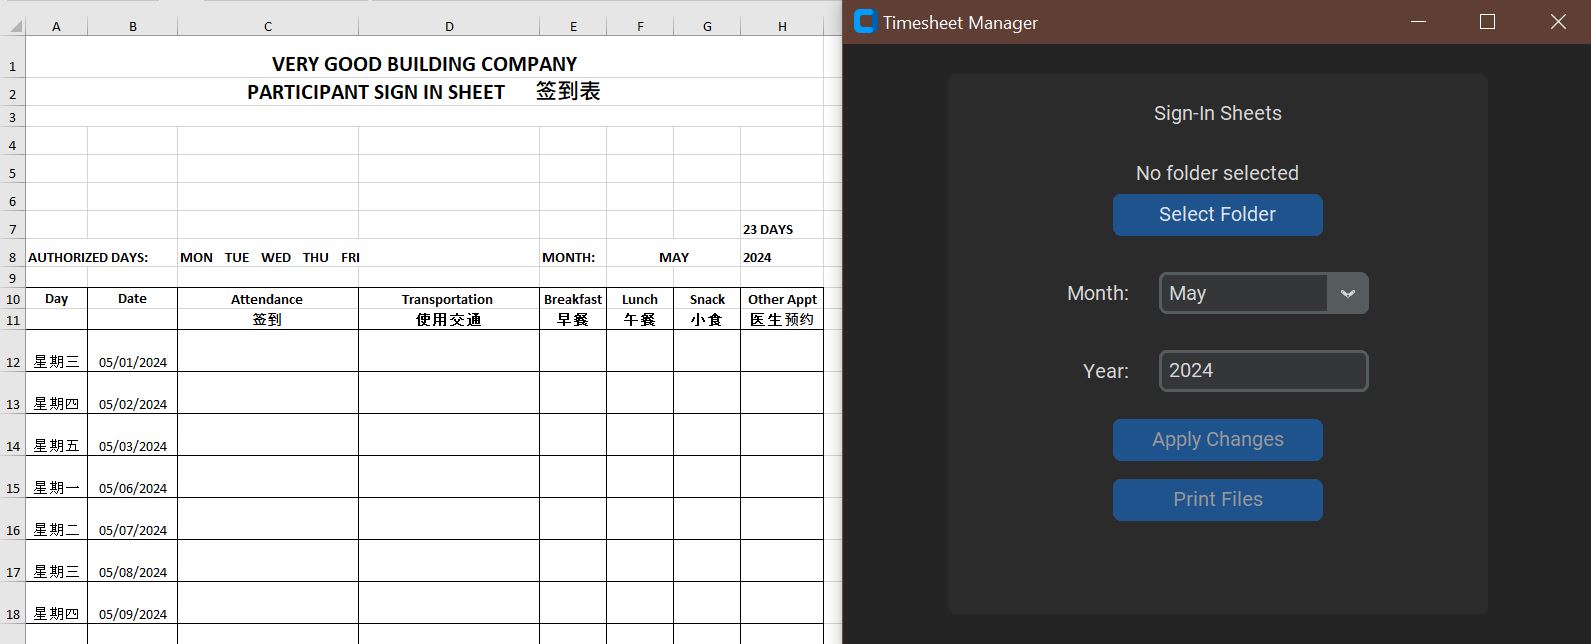 A B C D E F G H
1 VERY GOOD BUILDING COMPANY
2 PARTICIPANT SIGN IN SHEET 签到表
3
4
5
6
7 23 DAYS
8 AUTHORIZED DAYS: MON TUE WED THU FRI MONTH: MAY 2024
9
10 Day Date Attendance Transportation Breakfast Lunch Snack Other Appt
11 签到 使用交通 早餐 午餐 小食 医生预约
12 星期三 05/01/2024
13 星期四 05/02/2024
14 星期五 05/03/2024
15 星期一 05/06/2024
16 星期二 05/07/2024
17 星期三 05/08/2024
18 星期四 05/09/2024
Timesheet Manager
Sign-In Sheets
No folder selected
Select Folder
Month: May
Year: 2024
Apply Changes
Print Files